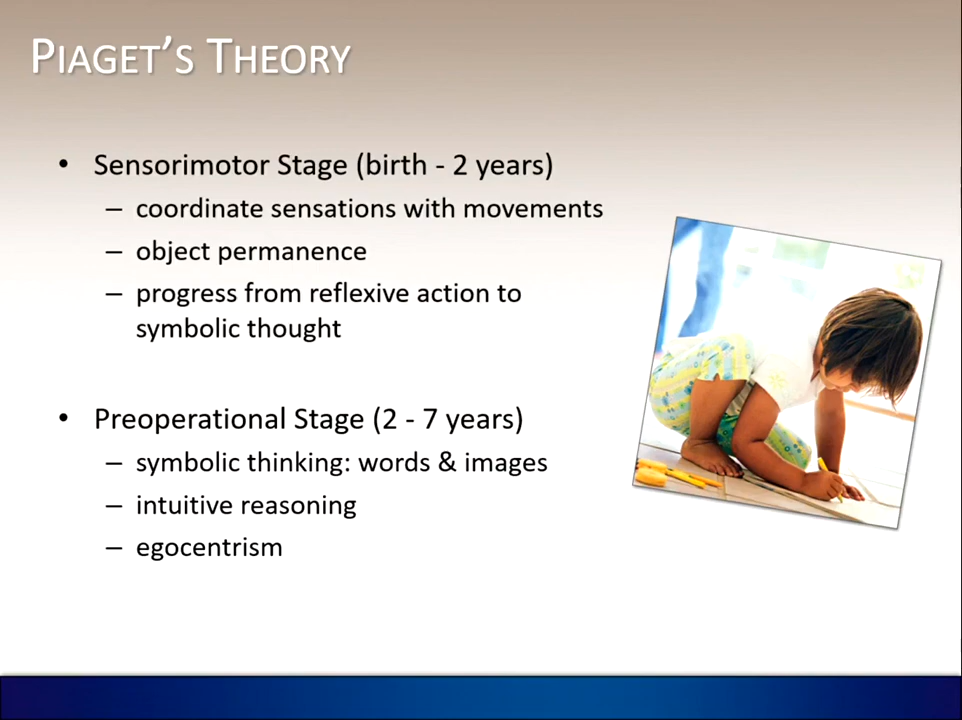 PIAGET'S THEORY
• Sensorimotor Stage (birth - 2 years)
– coordinate sensations with movements
– object permanence
– progress from reflexive action to
symbolic thought
• Preoperational Stage (2 - 7 years)
– symbolic thinking: words & images
– intuitive reasoning
– egocentrism